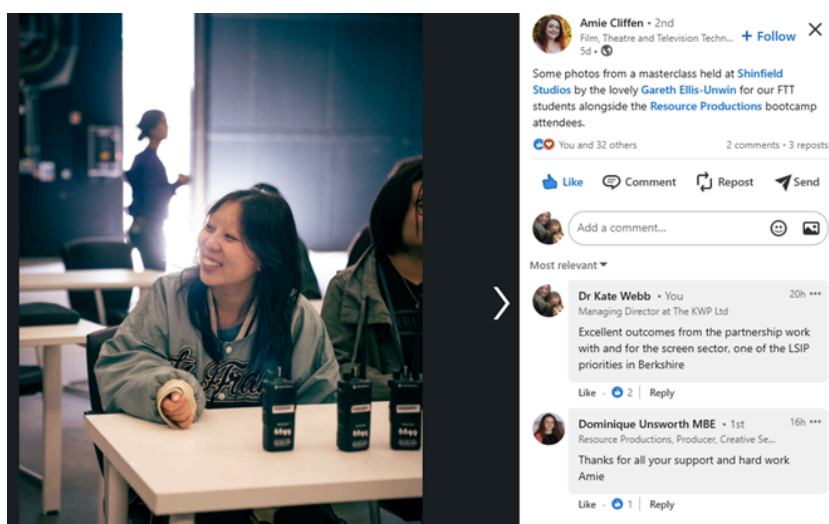 Amie Cliffen • 2nd
Film, Theatre and Television Techn...
5d •
+ Follow
Some photos from a masterclass held at Shinfield
Studios by the lovely Gareth Ellis-Unwin for our FTT
students alongside the Resource Productions bootcamp
attendees.
You and 32 others
2 comments • 3 reposts
Like
Comment
Repost
Send
Add a comment...
Most relevant
Dr Kate Webb • You
20h •••
Managing Director at The KWP Ltd
Excellent outcomes from the partnership work
with and for the screen sector, one of the LSIP
priorities in Berkshire
Like · 2 | Reply
Dominique Unsworth MBE • 1st
16h •••
Resource Productions, Producer, Creative Se...
Thanks for all your support and hard work
Amie
Like · 1 | Reply